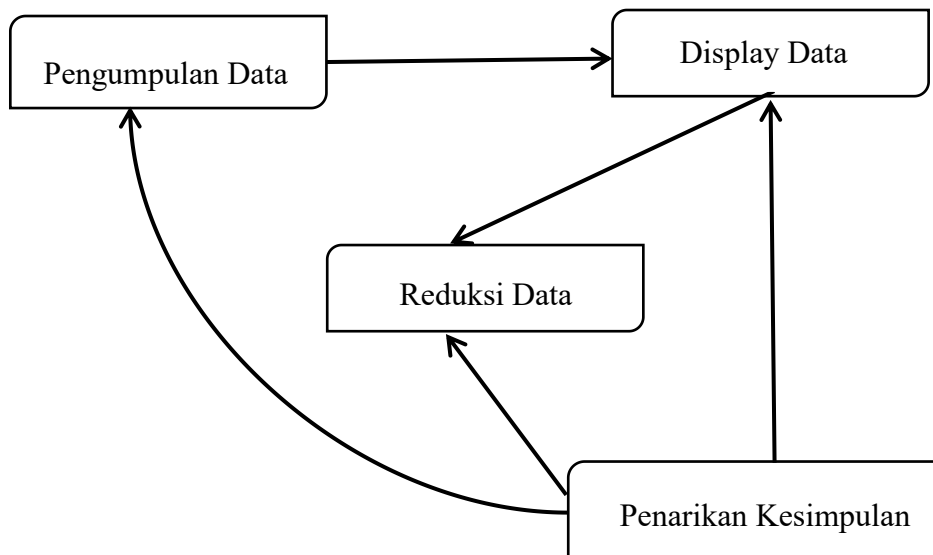 Pengumpulan Data
Display Data
Reduksi Data
Penarikan Kesimpulan